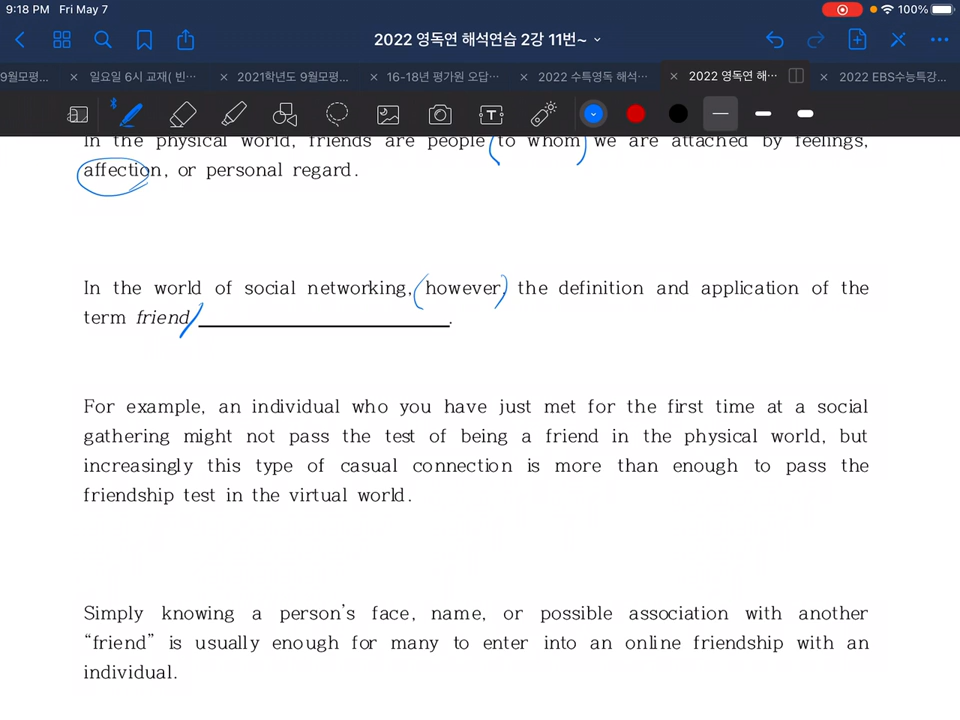 9:18 PM Fri May 7
100%
2022 영독연 해석연습 2강 11번~
9월모평...
일요일 6시 교재( 빈...
2021학년도 9월모평...
16-18년 평가원 오답...
2022 수특영독 해석...
2022 영독연 해...
2022 EBS수능특강...
In the physical world, friends are people to whom we are attached by feelings,
affection, or personal regard.
In the world of social networking, however, the definition and application of the
term friend ____________________.
For example, an individual who you have just met for the first time at a social
gathering might not pass the test of being a friend in the physical world, but
increasingly this type of casual connection is more than enough to pass the
friendship test in the virtual world.
Simply knowing a person's face, name, or possible association with another
“friend” is usually enough for many to enter into an online friendship with an
individual.